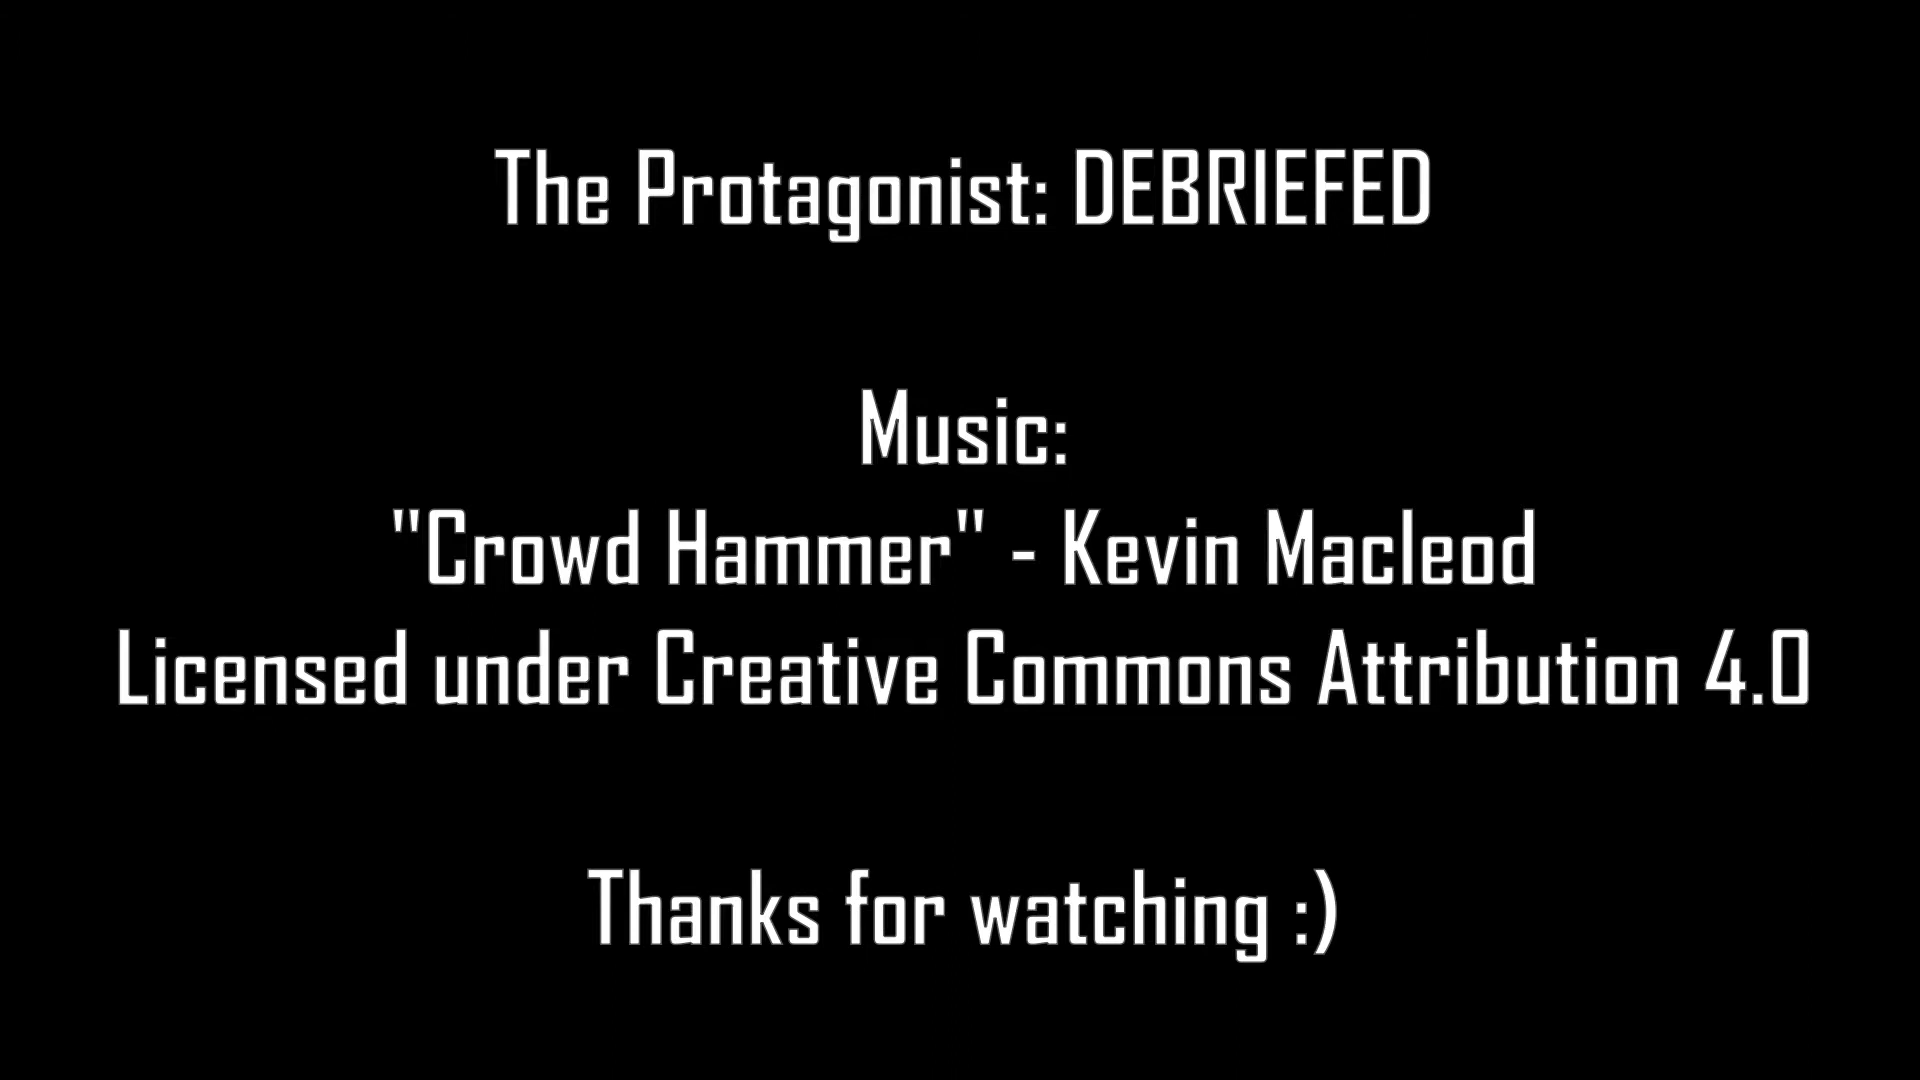 The Protagonist: DEBRIEFED
Music:
"Crowd Hammer" - Kevin Macleod
Licensed under Creative Commons Attribution 4.0
Thanks for watching :)